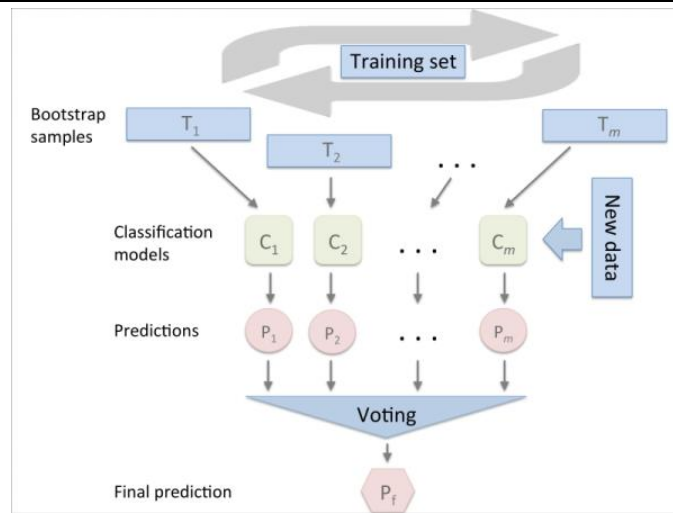 Training set
Bootstrap
samples
T₁
T₂
. . .
Tₘ
New data
Classification
models
C₁
C₂
. . .
Cₘ
Predictions
P₁
P₂
. . .
Pₘ
Voting
Final prediction
P_f